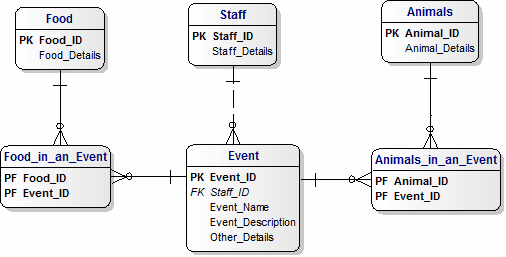 Food
PK Food_ID
Food_Details
Staff
PK Staff_ID
Staff_Details
Animals
PK Animal_ID
Animal_Details
Food_in_an_Event
PF Food_ID
PF Event_ID
Event
PK Event_ID
FK Staff_ID
Event_Name
Event_Description
Other_Details
Animals_in_an_Event
PF Animal_ID
PF Event_ID